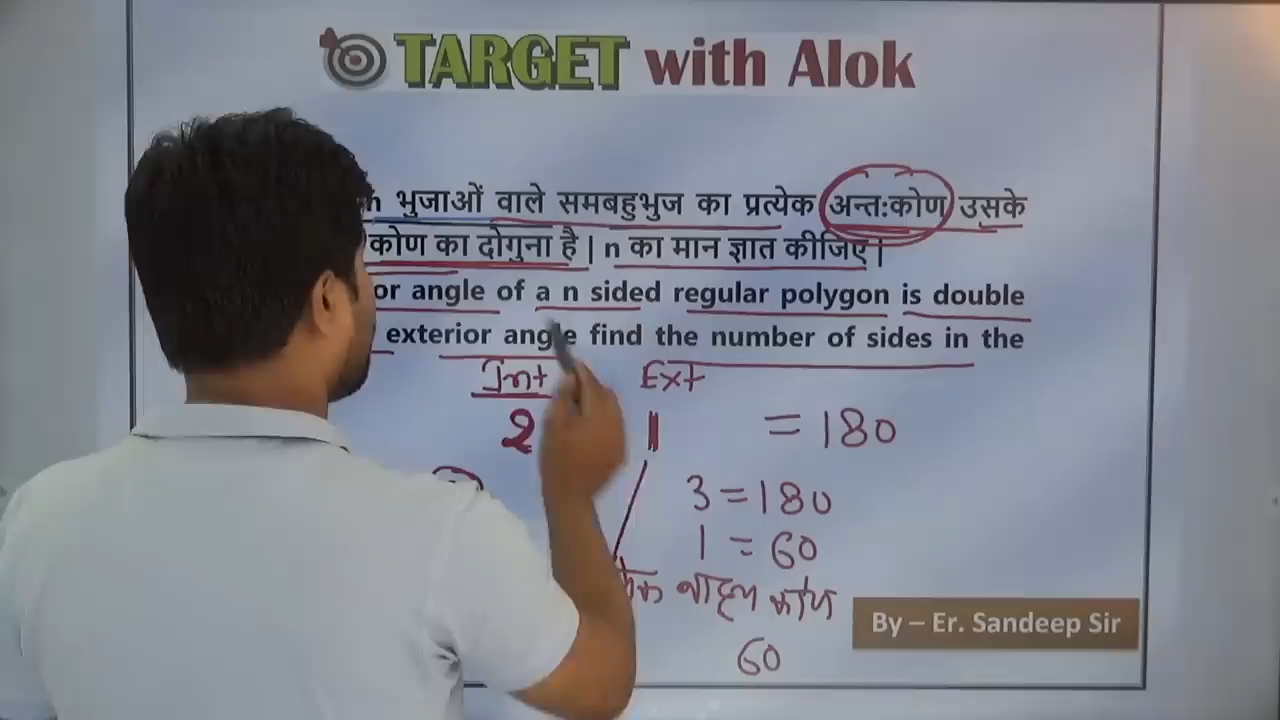 TARGET with Alok
n भुजाओं वाले समबहुभुज का प्रत्येक अन्तःकोण उसके
कोण का दोगुना है | n का मान ज्ञात कीजिए |
or angle of a n sided regular polygon is double
exterior angle find the number of sides in the
Int Ext
2 1 = 180
3 = 180
1 = 60
बाह्य कोण
60
By – Er. Sandeep Sir